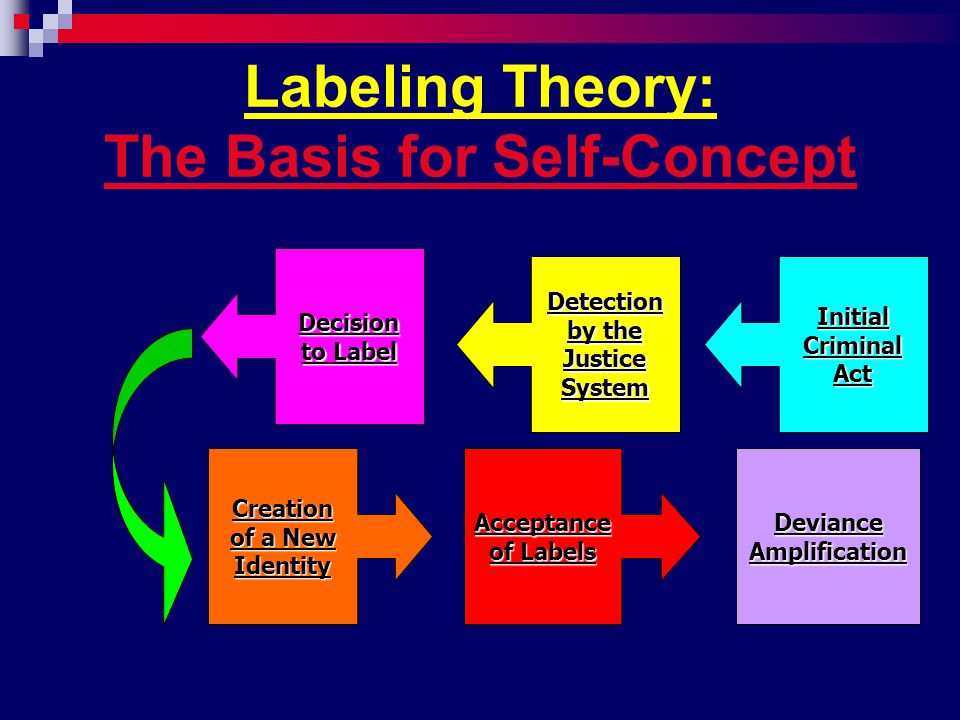 Labeling Theory:
The Basis for Self-Concept
Decision
to Label
Detection
by the
Justice
System
Initial
Criminal
Act
Creation
of a New
Identity
Acceptance
of Labels
Deviance
Amplification